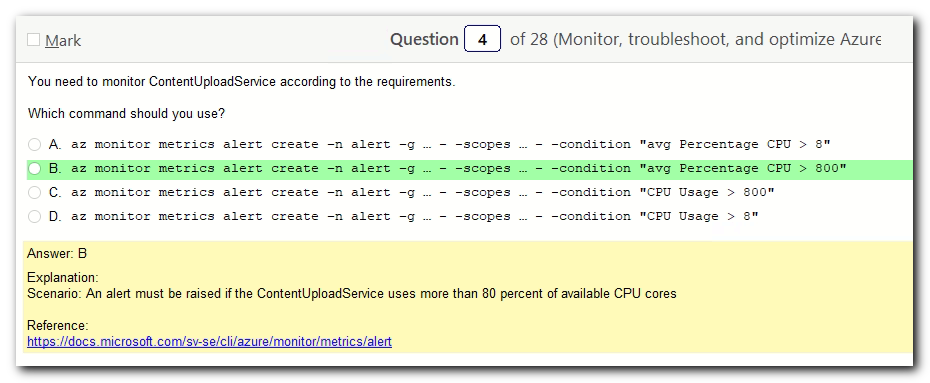 Mark
Question 4 of 28 (Monitor, troubleshoot, and optimize Azure
You need to monitor ContentUploadService according to the requirements.
Which command should you use?
A. az monitor metrics alert create -n alert -g … - -scopes … - -condition "avg Percentage CPU > 8"
B. az monitor metrics alert create -n alert -g … - -scopes … - -condition "avg Percentage CPU > 800"
C. az monitor metrics alert create -n alert -g … - -scopes … - -condition "CPU Usage > 800"
D. az monitor metrics alert create -n alert -g … - -scopes … - -condition "CPU Usage > 8"
Answer: B
Explanation:
Scenario: An alert must be raised if the ContentUploadService uses more than 80 percent of available CPU cores
Reference:
https://docs.microsoft.com/sv-se/cli/azure/monitor/metrics/alert